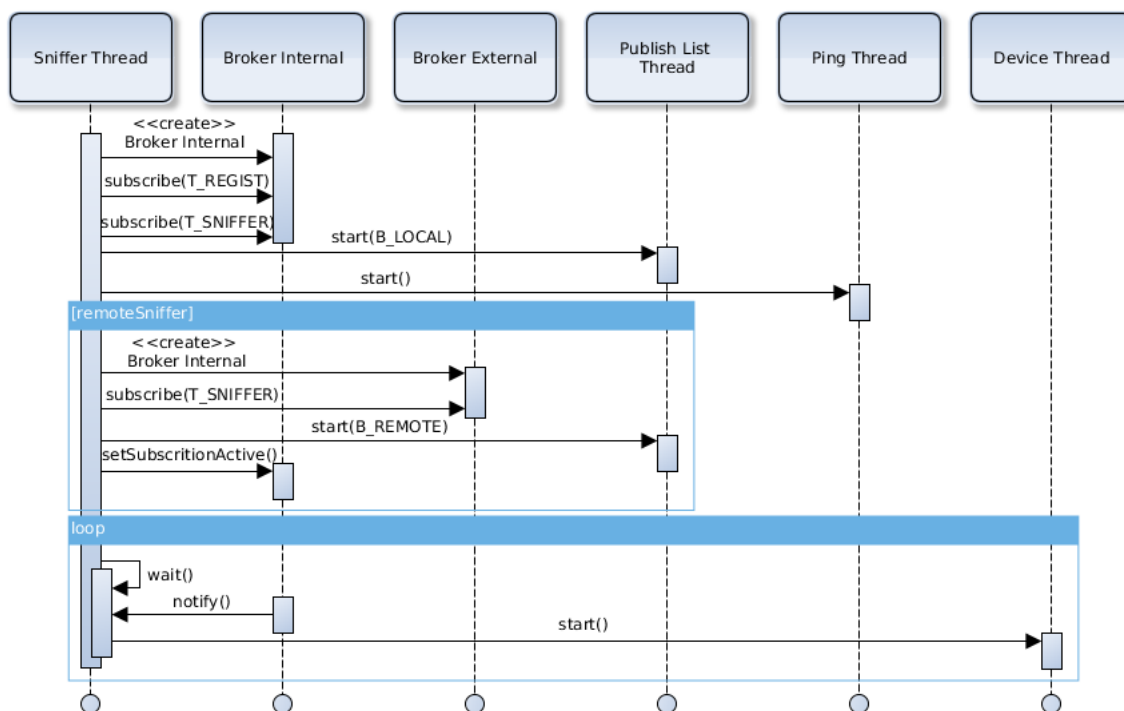 Sniffer Thread
Broker Internal
Broker External
Publish List
Thread
Ping Thread
Device Thread
<<create>>
Broker Internal
subscribe(T_REGIST)
subscribe(T_SNIFFER)
start(B_LOCAL)
start()
[remoteSniffer]
<<create>>
Broker Internal
subscribe(T_SNIFFER)
start(B_REMOTE)
setSubscritionActive()
loop
wait()
notify()
start()